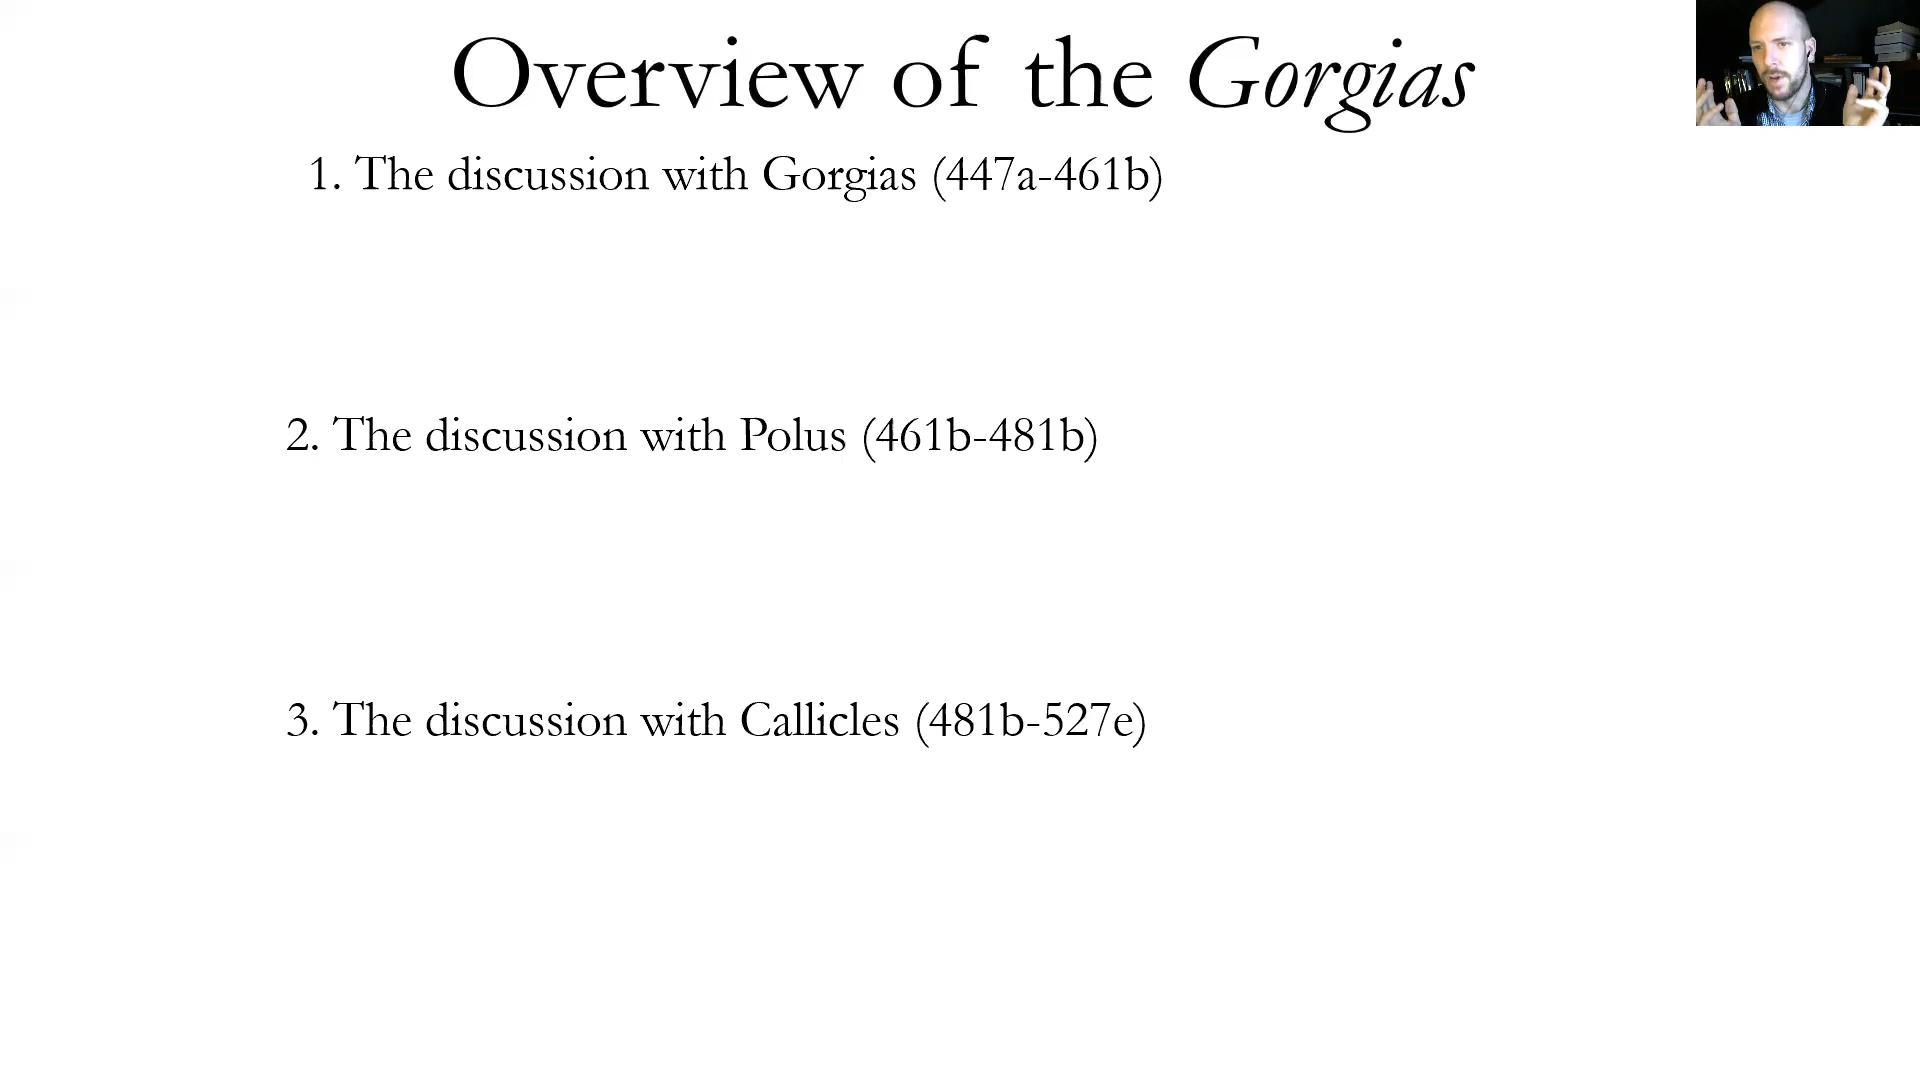 Overview of the Gorgias
1. The discussion with Gorgias (447a-461b)
2. The discussion with Polus (461b-481b)
3. The discussion with Callicles (481b-527e)